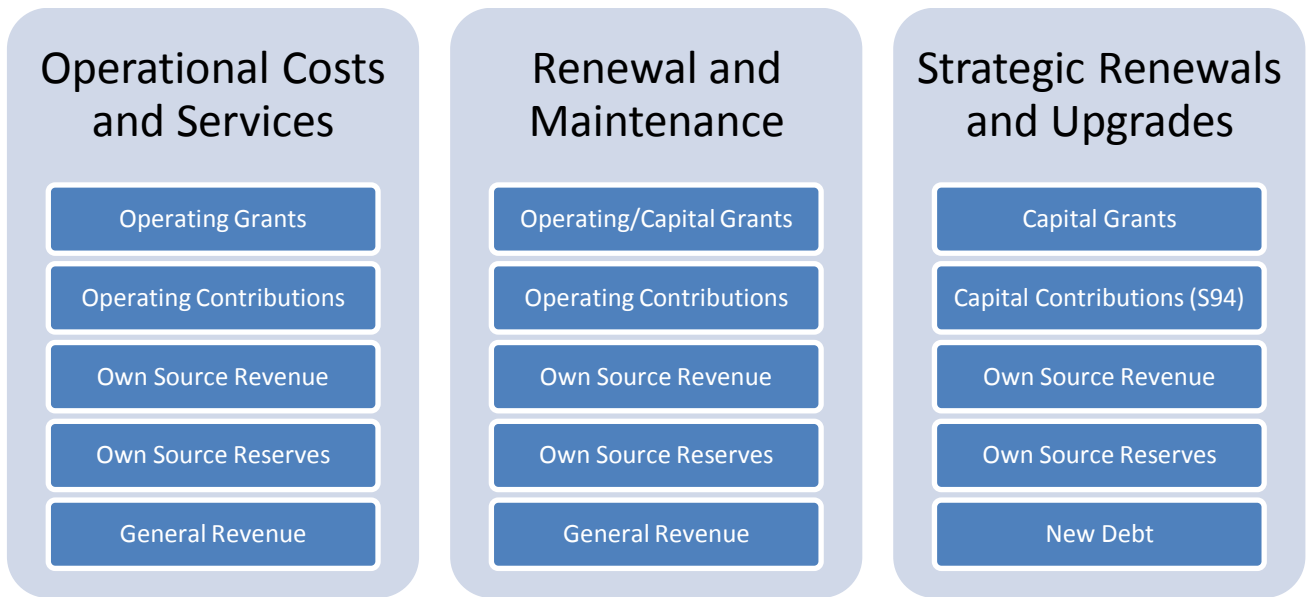 Operational Costs
and Services
Operating Grants
Operating Contributions
Own Source Revenue
Own Source Reserves
General Revenue
Renewal and
Maintenance
Operating/Capital Grants
Operating Contributions
Own Source Revenue
Own Source Reserves
General Revenue
Strategic Renewals
and Upgrades
Capital Grants
Capital Contributions (S94)
Own Source Revenue
Own Source Reserves
New Debt